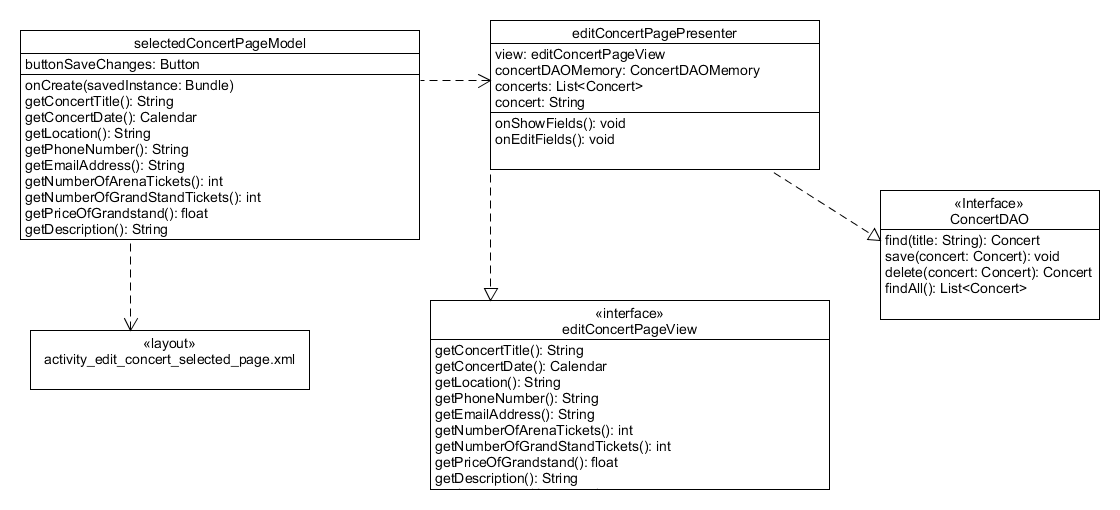 selectedConcertPageModel
buttonSaveChanges: Button
onCreate(savedInstance: Bundle)
getConcertTitle(): String
getConcertDate(): Calendar
getLocation(): String
getPhoneNumber(): String
getEmailAddress(): String
getNumberOfArenaTickets(): int
getNumberOfGrandStandTickets(): int
getPriceOfGrandstand(): float
getDescription(): String
editConcertPagePresenter
view: editConcertPageView
concertDAOMemory: ConcertDAOMemory
concerts: List<Concert>
concert: String
onShowFields(): void
onEditFields(): void
«Interface»
ConcertDAO
find(title: String): Concert
save(concert: Concert): void
delete(concert: Concert): Concert
findAll(): List<Concert>
«layout»
activity_edit_concert_selected_page.xml
«interface»
editConcertPageView
getConcertTitle(): String
getConcertDate(): Calendar
getLocation(): String
getPhoneNumber(): String
getEmailAddress(): String
getNumberOfArenaTickets(): int
getNumberOfGrandStandTickets(): int
getPriceOfGrandstand(): float
getDescription(): String